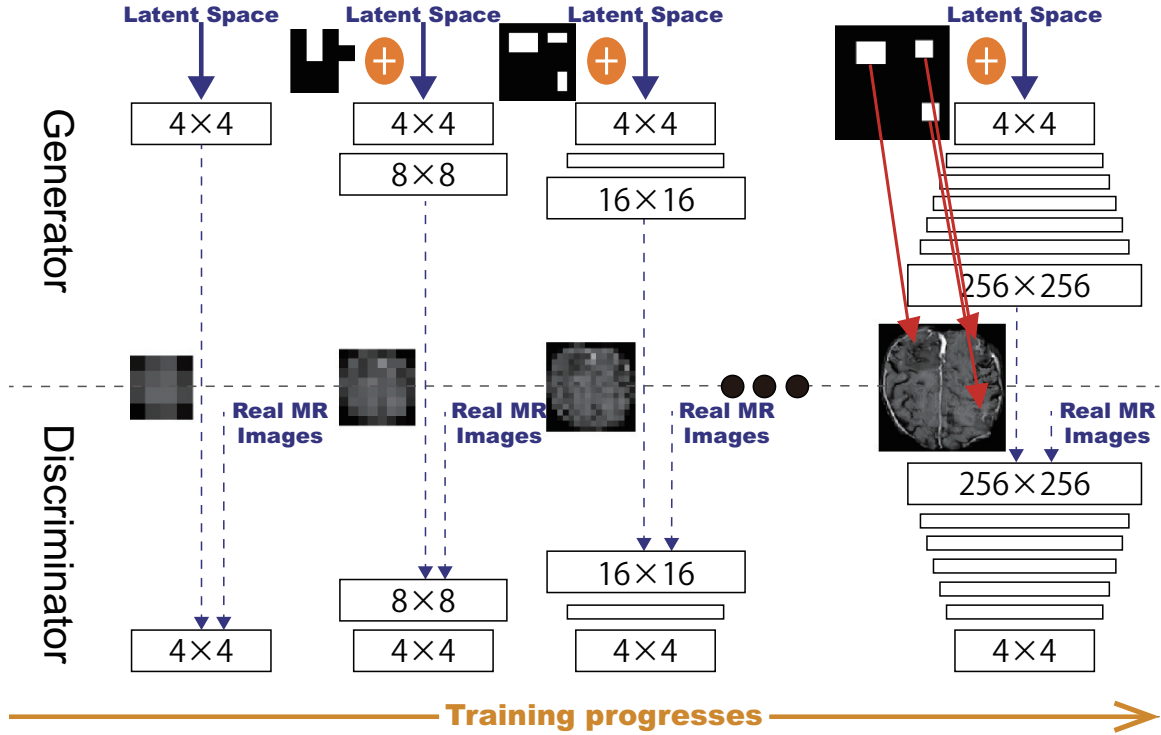 Latent Space
Latent Space
Latent Space
Latent Space
Generator
4×4
4×4
4×4
4×4
8×8
16×16
256×256
Real MR
Images
Real MR
Images
Real MR
Images
Real MR
Images
Discriminator
256×256
16×16
8×8
4×4
4×4
4×4
4×4
Training progresses